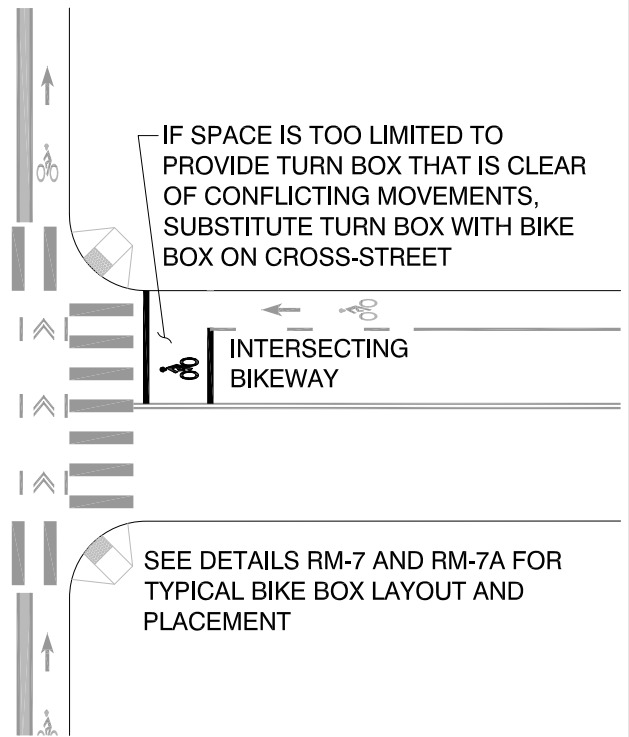 IF SPACE IS TOO LIMITED TO
PROVIDE TURN BOX THAT IS CLEAR
OF CONFLICTING MOVEMENTS,
SUBSTITUTE TURN BOX WITH BIKE
BOX ON CROSS-STREET
INTERSECTING
BIKEWAY
SEE DETAILS RM-7 AND RM-7A FOR
TYPICAL BIKE BOX LAYOUT AND
PLACEMENT